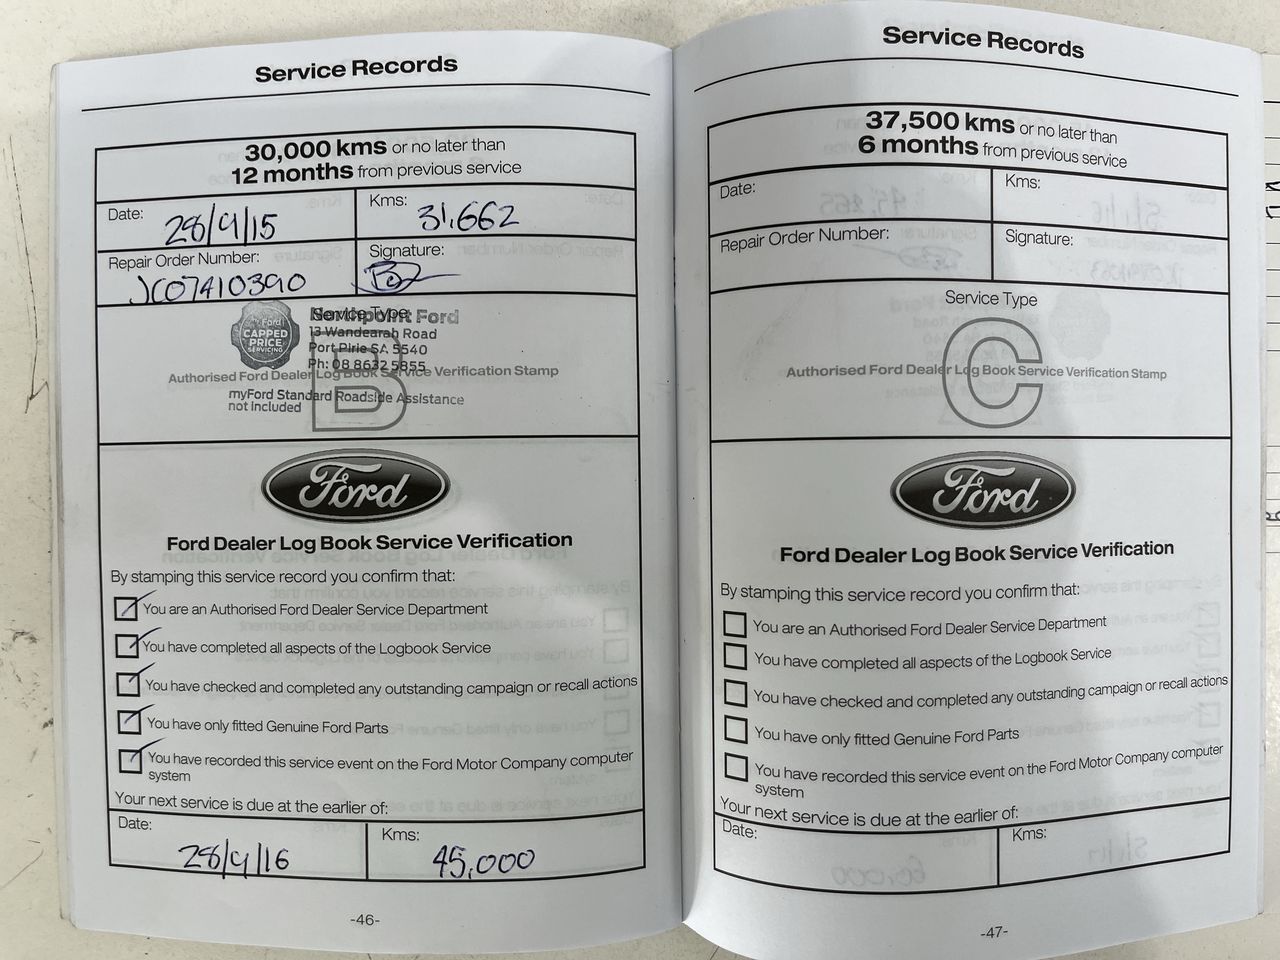 Service Records
30,000 kms or no later than
12 months from previous service
Date: 28/9/15
Kms: 31,662
Repair Order Number: JC07410390
Signature:
Service Type
Northpoint Ford
Ford
CAPPED
PRICE
SERVICING
13 Wandearah Road
Port Pirie SA 5540
Ph: 08 8632 5855
B
Authorised Ford Dealer Log Book Service Verification Stamp
myFord Standard Roadside Assistance
not included
Ford
Ford Dealer Log Book Service Verification
By stamping this service record you confirm that:
You are an Authorised Ford Dealer Service Department
You have completed all aspects of the Logbook Service
You have checked and completed any outstanding campaign or recall actions
You have only fitted Genuine Ford Parts
You have recorded this service event on the Ford Motor Company computer
system
Your next service is due at the earlier of:
Date: 28/9/16
Kms: 45,000
-46-
Service Records
37,500 kms or no later than
6 months from previous service
Date:
Kms:
Repair Order Number:
Signature:
Service Type
C
Authorised Ford Dealer Log Book Service Verification Stamp
Ford
Ford Dealer Log Book Service Verification
By stamping this service record you confirm that:
You are an Authorised Ford Dealer Service Department
You have completed all aspects of the Logbook Service
You have checked and completed any outstanding campaign or recall actions
You have only fitted Genuine Ford Parts
You have recorded this service event on the Ford Motor Company computer
system
Your next service is due at the earlier of:
Date:
Kms:
-47-